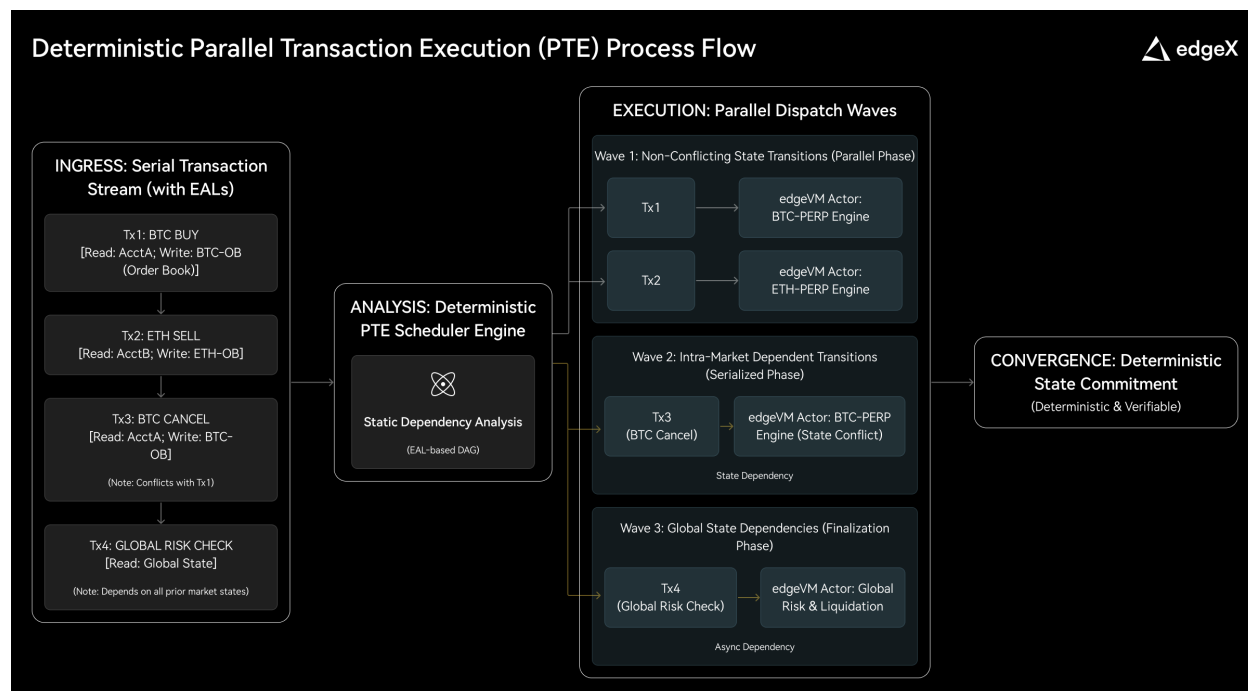 Deterministic Parallel Transaction Execution (PTE) Process Flow
edgeX
INGRESS: Serial Transaction
Stream (with EALs)
Tx1: BTC BUY
[Read: AcctA; Write: BTC-OB
(Order Book)]
Tx2: ETH SELL
[Read: AcctB; Write: ETH-OB]
Tx3: BTC CANCEL
[Read: AcctA; Write: BTC-
OB]
(Note: Conflicts with Tx1)
Tx4: GLOBAL RISK CHECK
[Read: Global State]
(Note: Depends on all prior market states)
ANALYSIS: Deterministic
PTE Scheduler Engine
Static Dependency Analysis
(EAL-based DAG)
EXECUTION: Parallel Dispatch Waves
Wave 1: Non-Conflicting State Transitions (Parallel Phase)
Tx1
edgeVM Actor:
BTC-PERP Engine
Tx2
edgeVM Actor:
ETH-PERP Engine
Wave 2: Intra-Market Dependent Transitions
(Serialized Phase)
Tx3
(BTC Cancel)
edgeVM Actor: BTC-PERP
Engine (State Conflict)
State Dependency
Wave 3: Global State Dependencies (Finalization
Phase)
Tx4
(Global Risk Check)
edgeVM Actor: Global
Risk & Liquidation
Async Dependency
CONVERGENCE: Deterministic
State Commitment
(Deterministic & Verifiable)